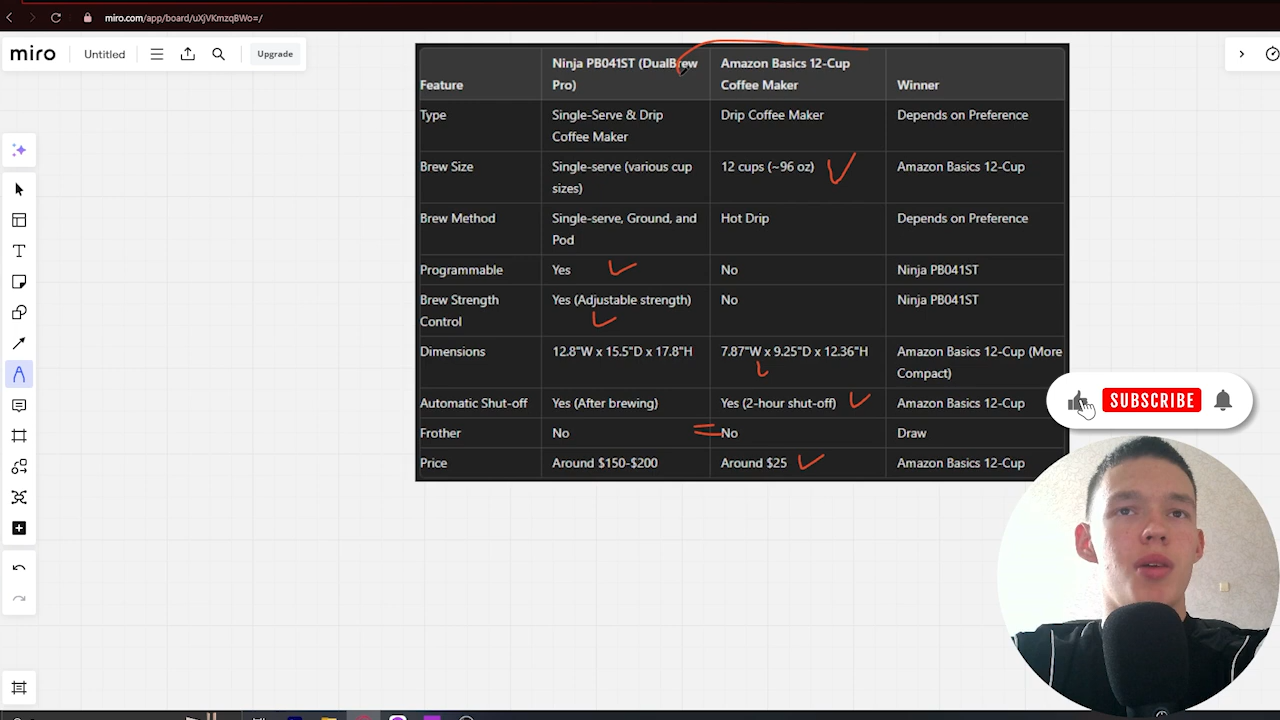 miro.com/app/board/uXjVKmzqBWo=/
miro
Untitled
Upgrade
Feature
Ninja PB041ST (DualBrew
Pro)
Amazon Basics 12-Cup
Coffee Maker
Winner
Type
Single-Serve & Drip
Coffee Maker
Drip Coffee Maker
Depends on Preference
Brew Size
Single-serve (various cup
sizes)
12 cups (~96 oz)
Amazon Basics 12-Cup
Brew Method
Single-serve, Ground, and
Pod
Hot Drip
Depends on Preference
Programmable
Yes
No
Ninja PB041ST
Brew Strength
Control
Yes (Adjustable strength)
No
Ninja PB041ST
Dimensions
12.8"W x 15.5"D x 17.8"H
7.87"W x 9.25"D x 12.36"H
Amazon Basics 12-Cup (More
Compact)
Automatic Shut-off
Yes (After brewing)
Yes (2-hour shut-off)
Amazon Basics 12-Cup
Frother
No
No
Draw
Price
Around $150-$200
Around $25
Amazon Basics 12-Cup
SUBSCRIBE